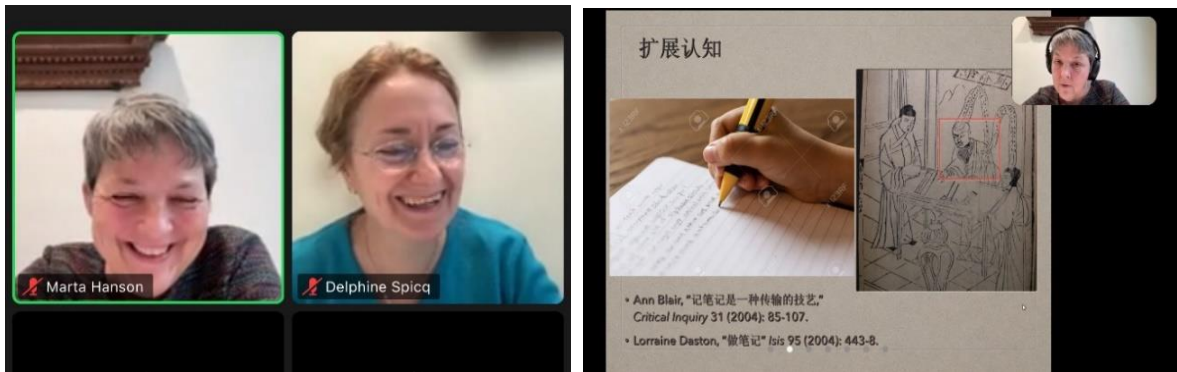 Marta Hanson
Delphine Spicq
扩展认知
• Ann Blair, "记笔记是一种传输的技艺,"
Critical Inquiry 31 (2004): 85-107.
• Lorraine Daston, "做笔记" Isis 95 (2004): 443-8.